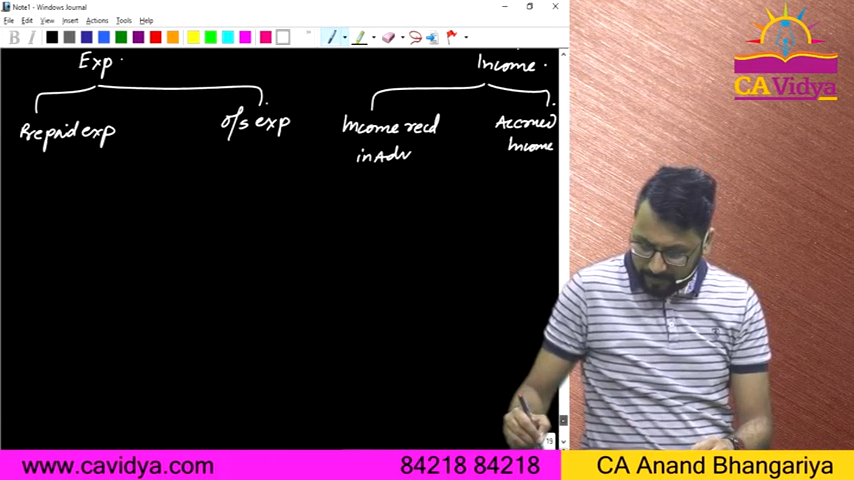 Note1 - Windows Journal
File Edit View Insert Actions Tools Help
Exp.
Income.
Prepaid exp
o/s exp
Income recd
in Adv
Accrued
Income
CA Vidya
19
www.cavidya.com
84218 84218
CA Anand Bhangariya